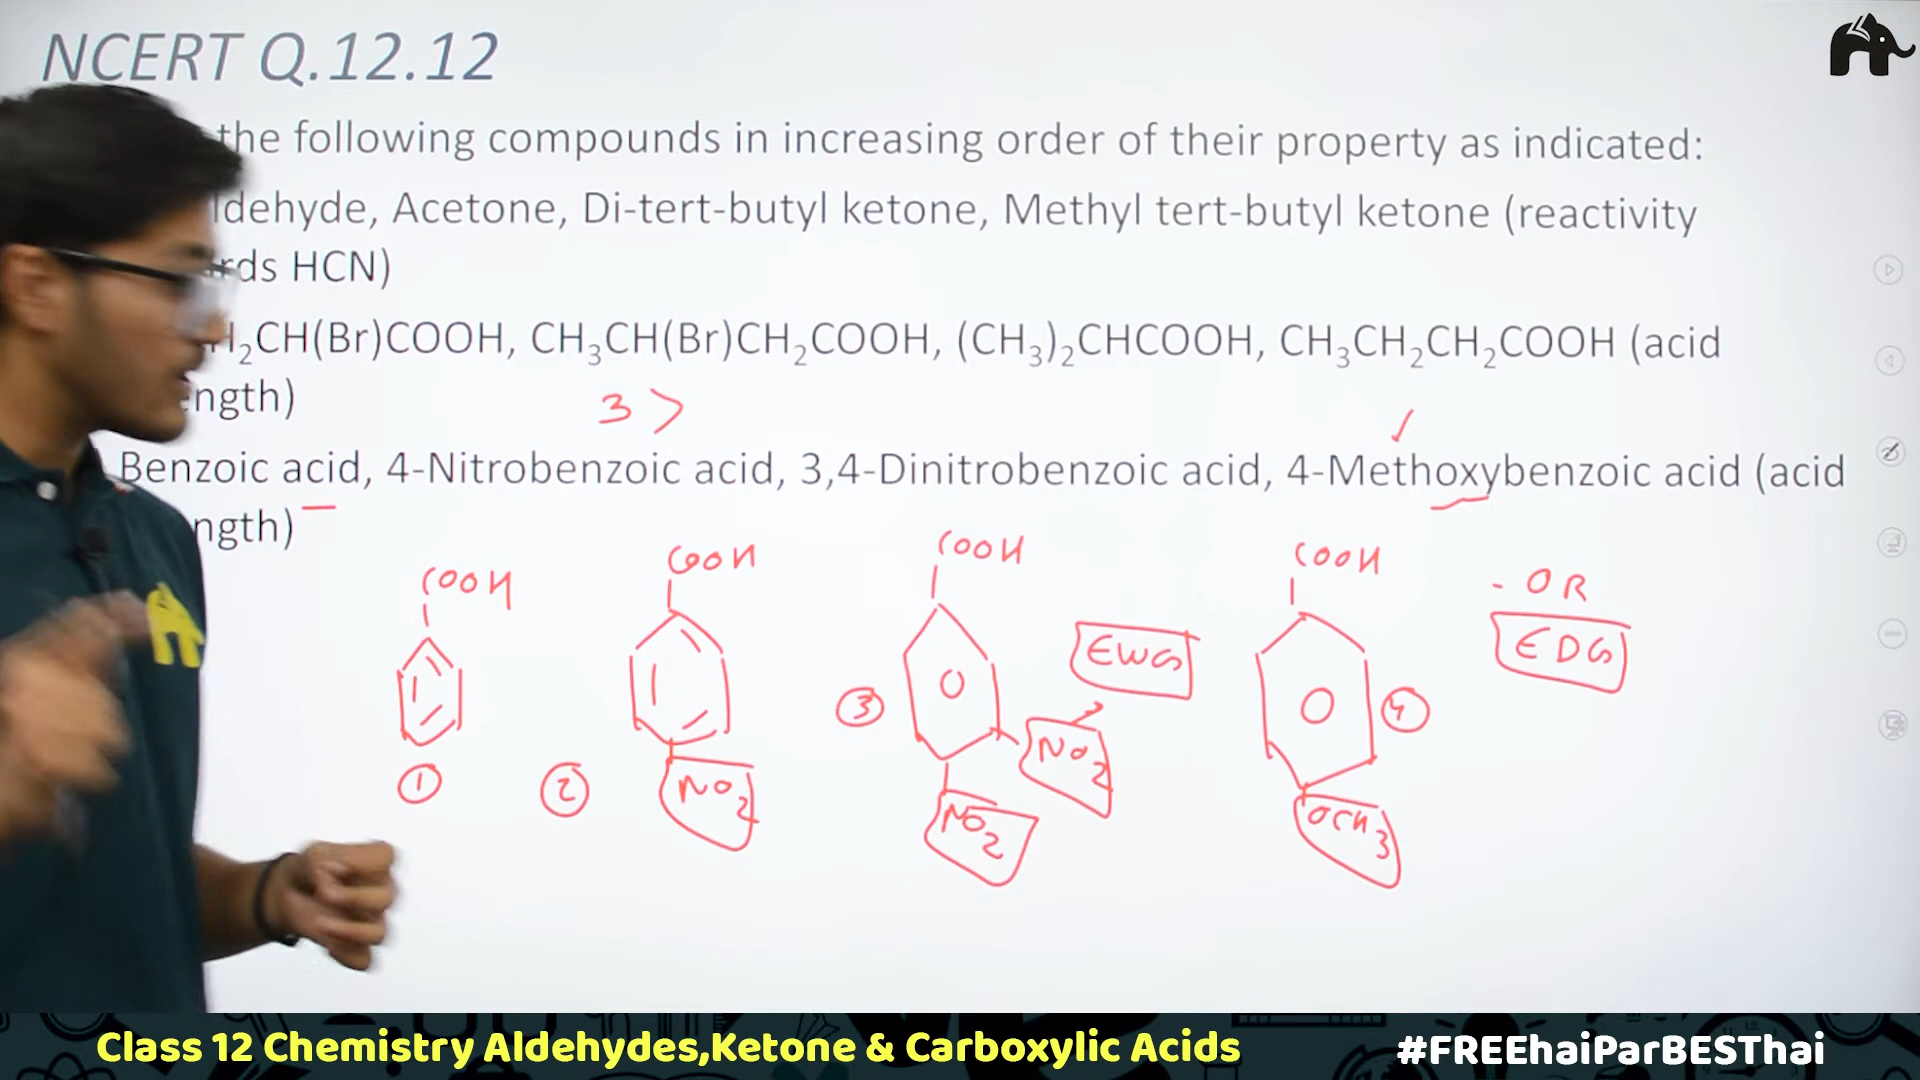 NCERT Q.12.12
the following compounds in increasing order of their property as indicated:
ldehyde, Acetone, Di-tert-butyl ketone, Methyl tert-butyl ketone (reactivity
rds HCN)
H₂CH(Br)COOH, CH₃CH(Br)CH₂COOH, (CH₃)₂CHCOOH, CH₃CH₂CH₂COOH (acid
ngth)
3 >
Benzoic acid, 4-Nitrobenzoic acid, 3,4-Dinitrobenzoic acid, 4-Methoxybenzoic acid (acid
ngth)
COOH COOH COOH COOH - OR
EWG EDG
3 4
1 2 NO₂ NO₂ NO₂ OCH₃
Class 12 Chemistry Aldehydes,Ketone & Carboxylic Acids #FREEhaiParBESThai